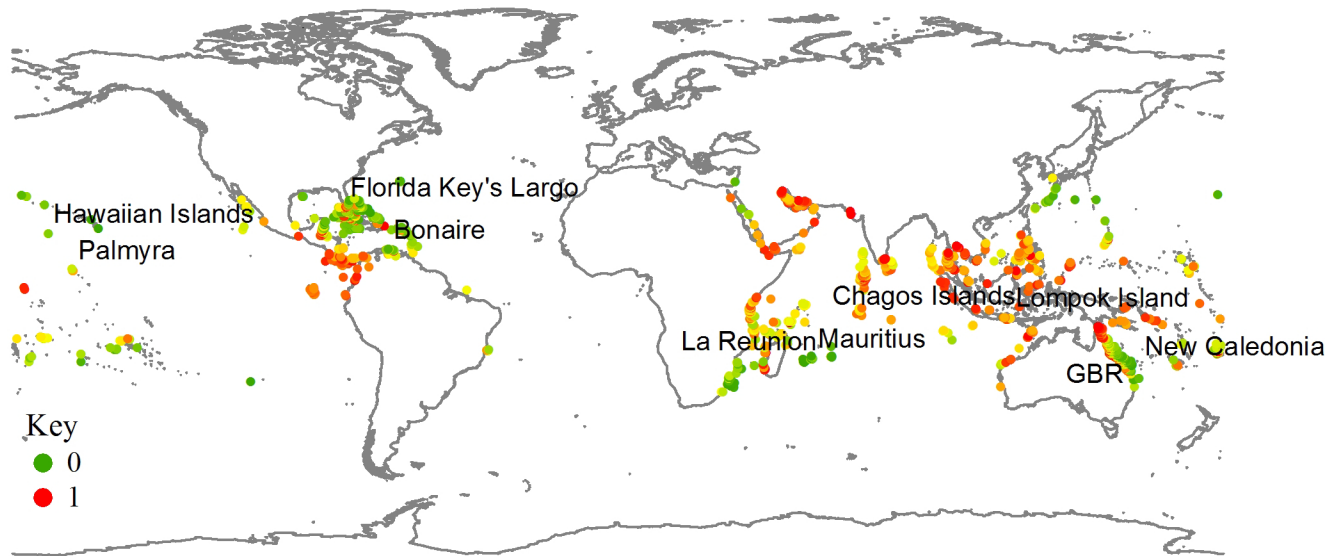 Florida Key's Largo
Hawaiian Islands
Bonaire
Palmyra
Chagos Islands
Lompok Island
La Reunion
Mauritius
New Caledonia
GBR
Key
0
1